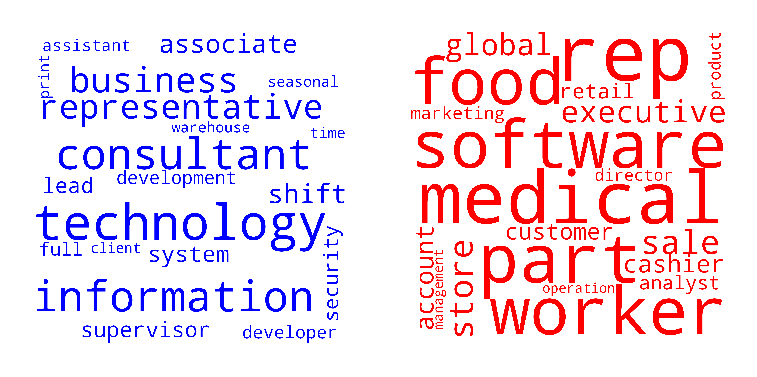 assistant
associate
print
business
seasonal
representative
warehouse
time
consultant
lead
development
shift
technology
full
client
system
security
information
supervisor
developer
global
rep
product
food
retail
marketing
executive
software
director
medical
account
management
store
customer
part
sale
cashier
operation
analyst
worker